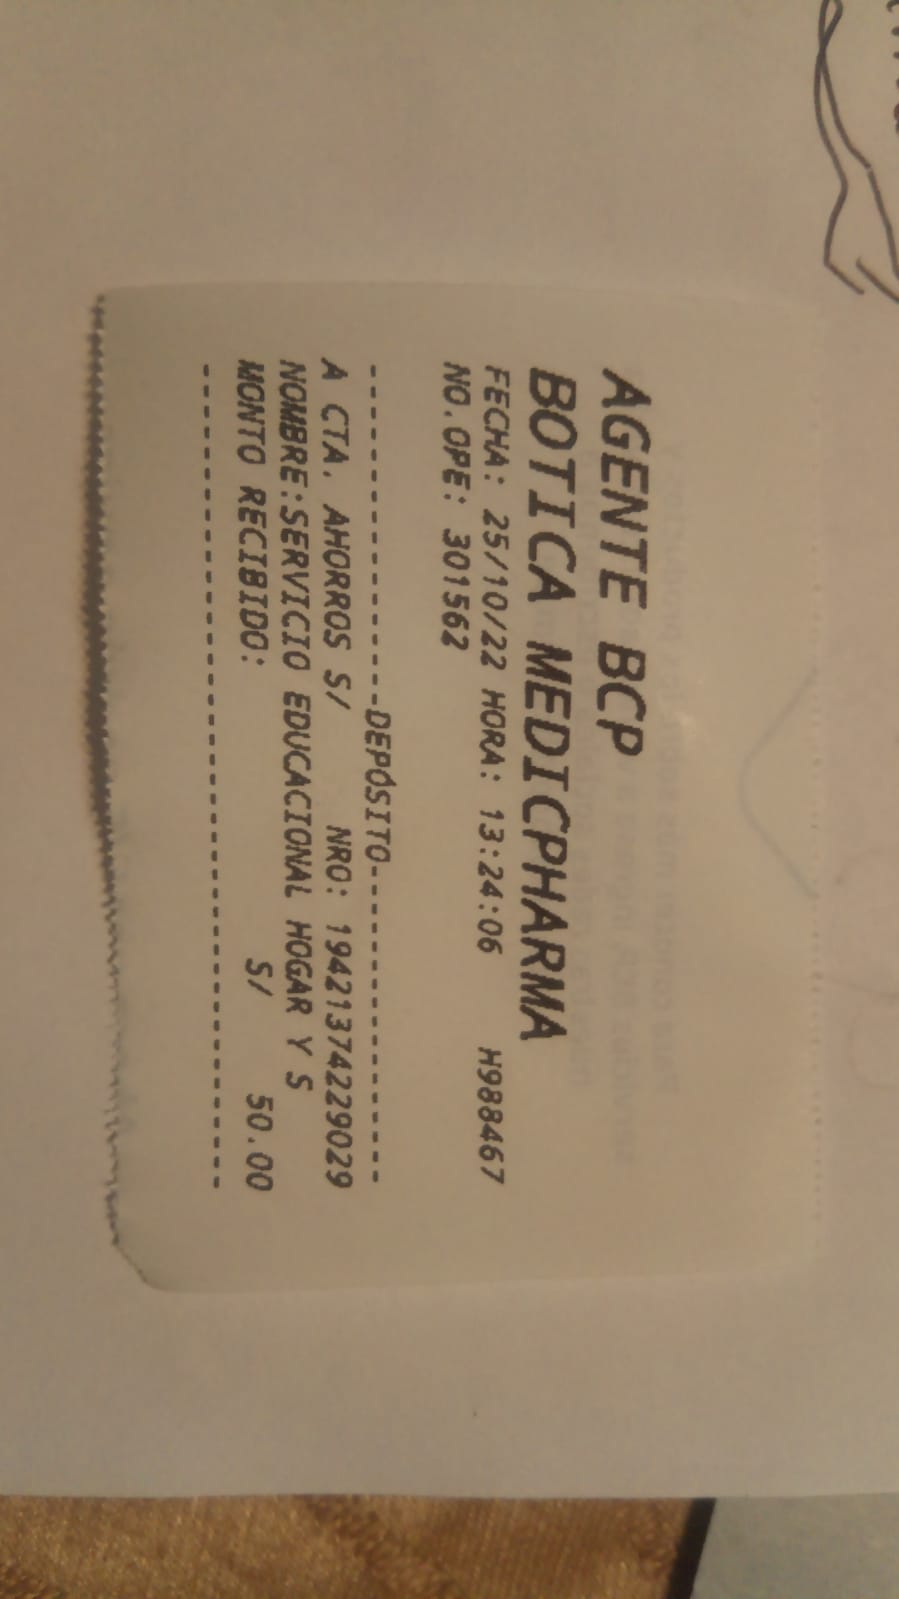 AGENTE BCP
BOTICA MEDICPHARMA
FECHA: 25/10/22 HORA: 13:24:06 H988467
NO.OPE: 301562
--------------------DEPÓSITO--------------------
A CTA. AHORROS S/ NRO: 19421374229029
NOMBRE:SERVICIO EDUCACIONAL HOGAR Y S
MONTO RECIBIDO: S/ 50.00